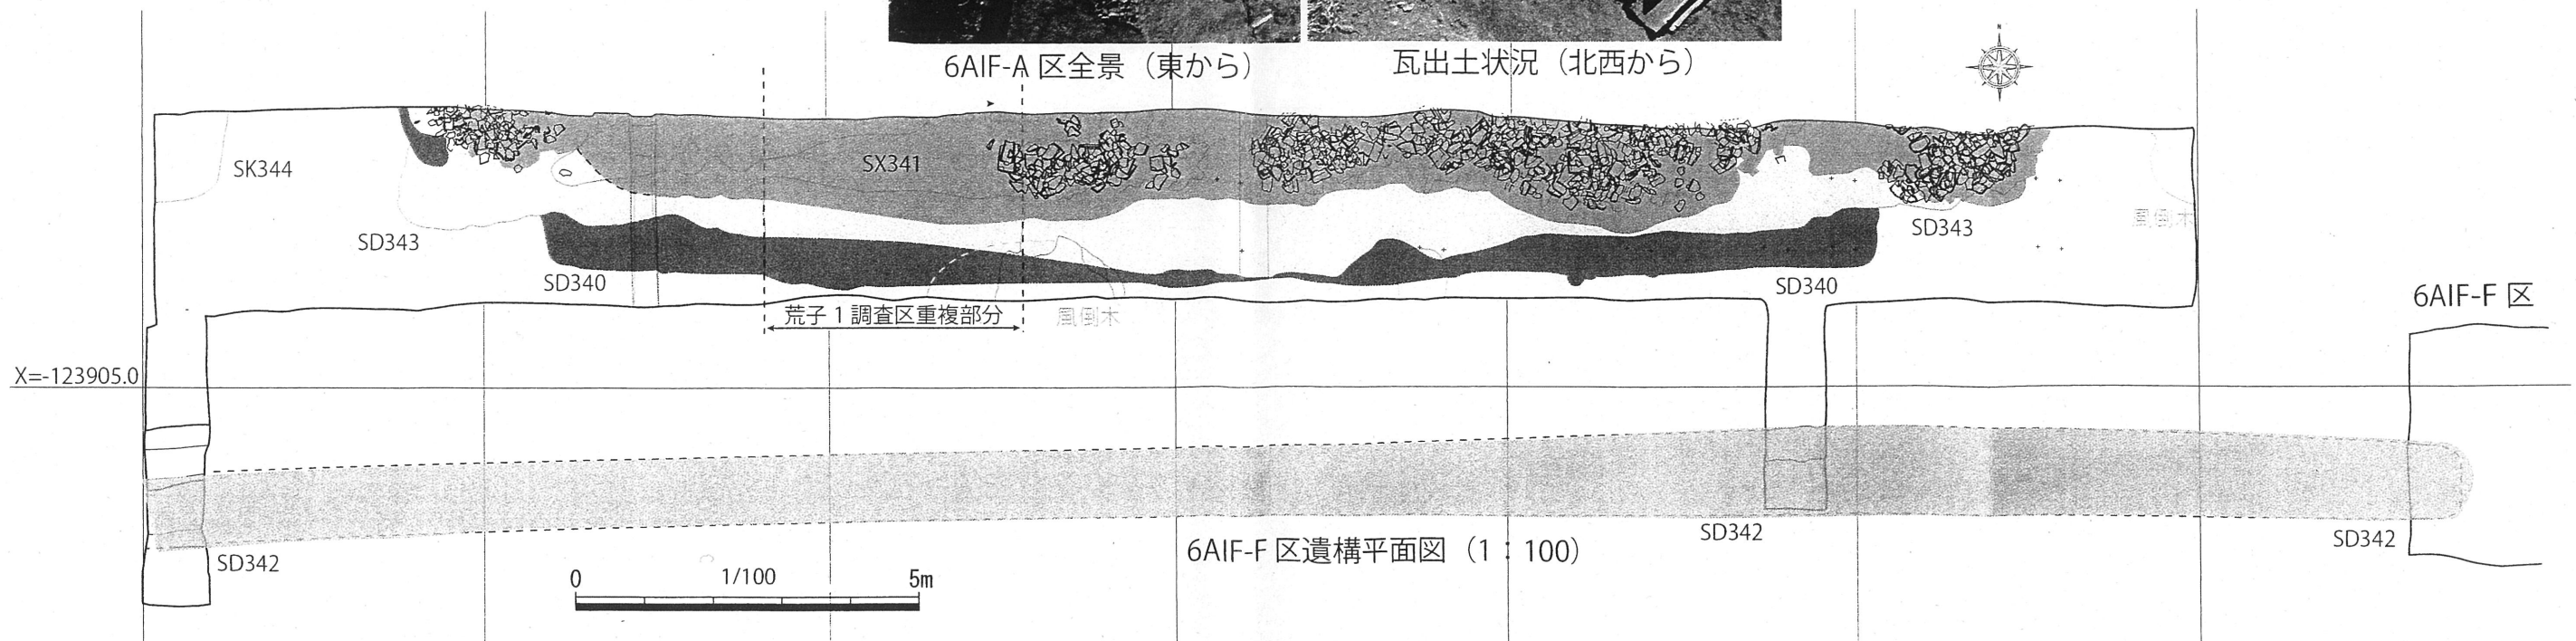 6AIF-A 区全景（東から）
瓦出土状況（北西から）
N
SK344
SX341
SD343
SD343
風倒木
SD340
SD340
6AIF-F 区
荒子 1 調査区重複部分
風倒木
X=-123905.0
SD342
SD342
SD342
6AIF-F 区遺構平面図（1：100）
0 1/100 5m